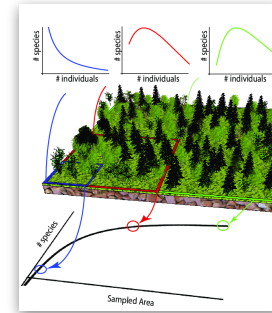 # species
# individuals
# species
# individuals
# species
# individuals
# species
Sampled Area